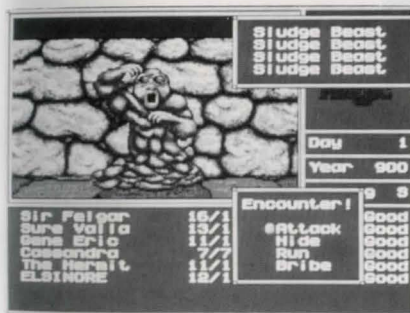 Sludge Beast
Sludge Beast
Sludge Beast
Sludge Beast
Day 1
Year 900
g 9
Encounter!
Attack
Hide
Run
Bribe
Sir Felgar 16/1 Good
Sure Valla 13/1 Good
Gene Eric 11/1 Good
Cassandra 7/7 Good
The Hermit 11/1 Good
ELSINORE 12/1 Good